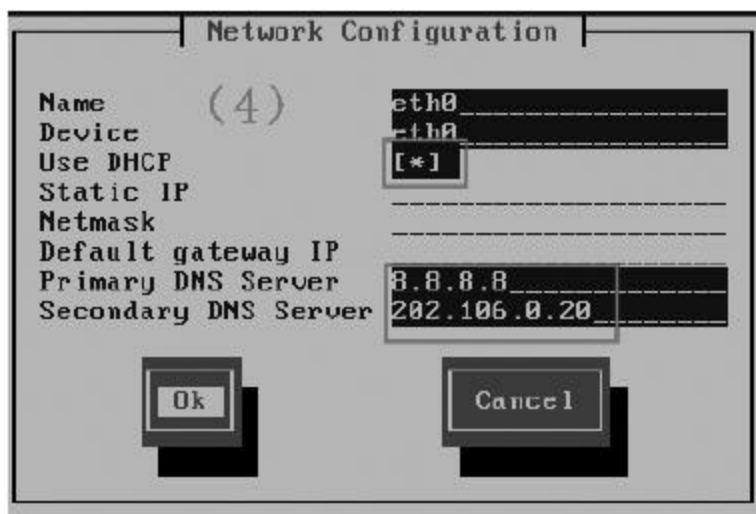 Network Configuration
(4)
Name eth0
Device eth0
Use DHCP [*]
Static IP
Netmask
Default gateway IP
Primary DNS Server 8.8.8.8
Secondary DNS Server 202.106.0.20
Ok Cancel